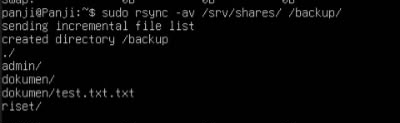 panji@Panji:~$ sudo rsync -av /srv/shares/ /backup/
sending incremental file list
created directory /backup
./
admin/
dokumen/
dokumen/test.txt.txt
riset/